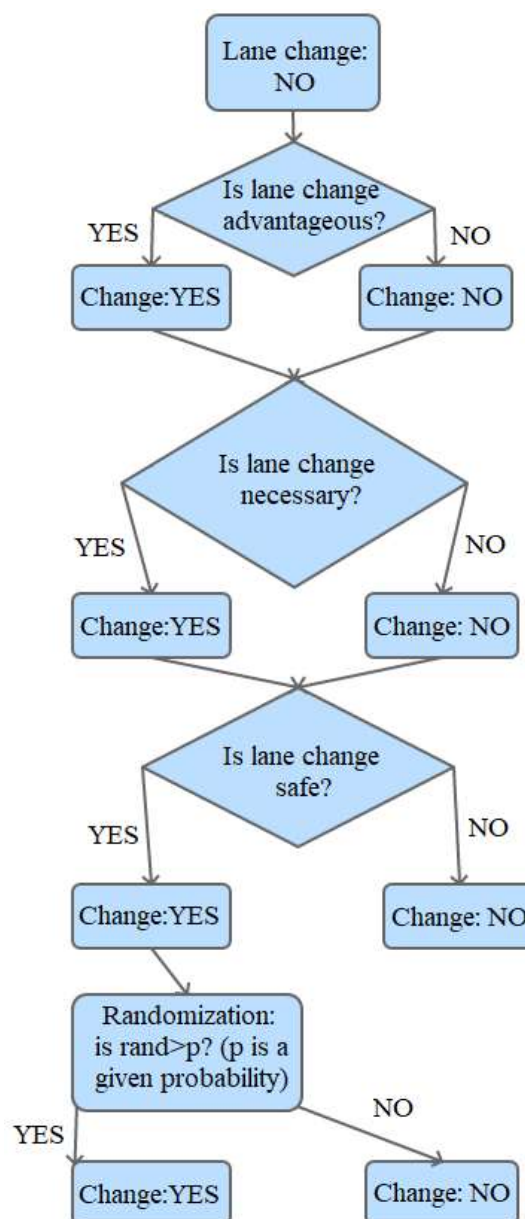 Lane change:
NO
Is lane change
advantageous?
YES
NO
Change:YES
Change: NO
Is lane change
necessary?
YES
NO
Change:YES
Change: NO
Is lane change
safe?
YES
NO
Change:YES
Change: NO
Randomization:
is rand>p? (p is a
given probability)
YES
NO
Change:YES
Change: NO